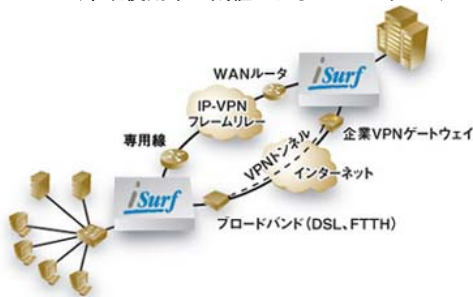 WANルータ
iSurf
IP-VPN
フレームリレー
専用線
企業VPNゲートウェイ
VPNトンネル
インターネット
iSurf
ブロードバンド(DSL、FTTH)